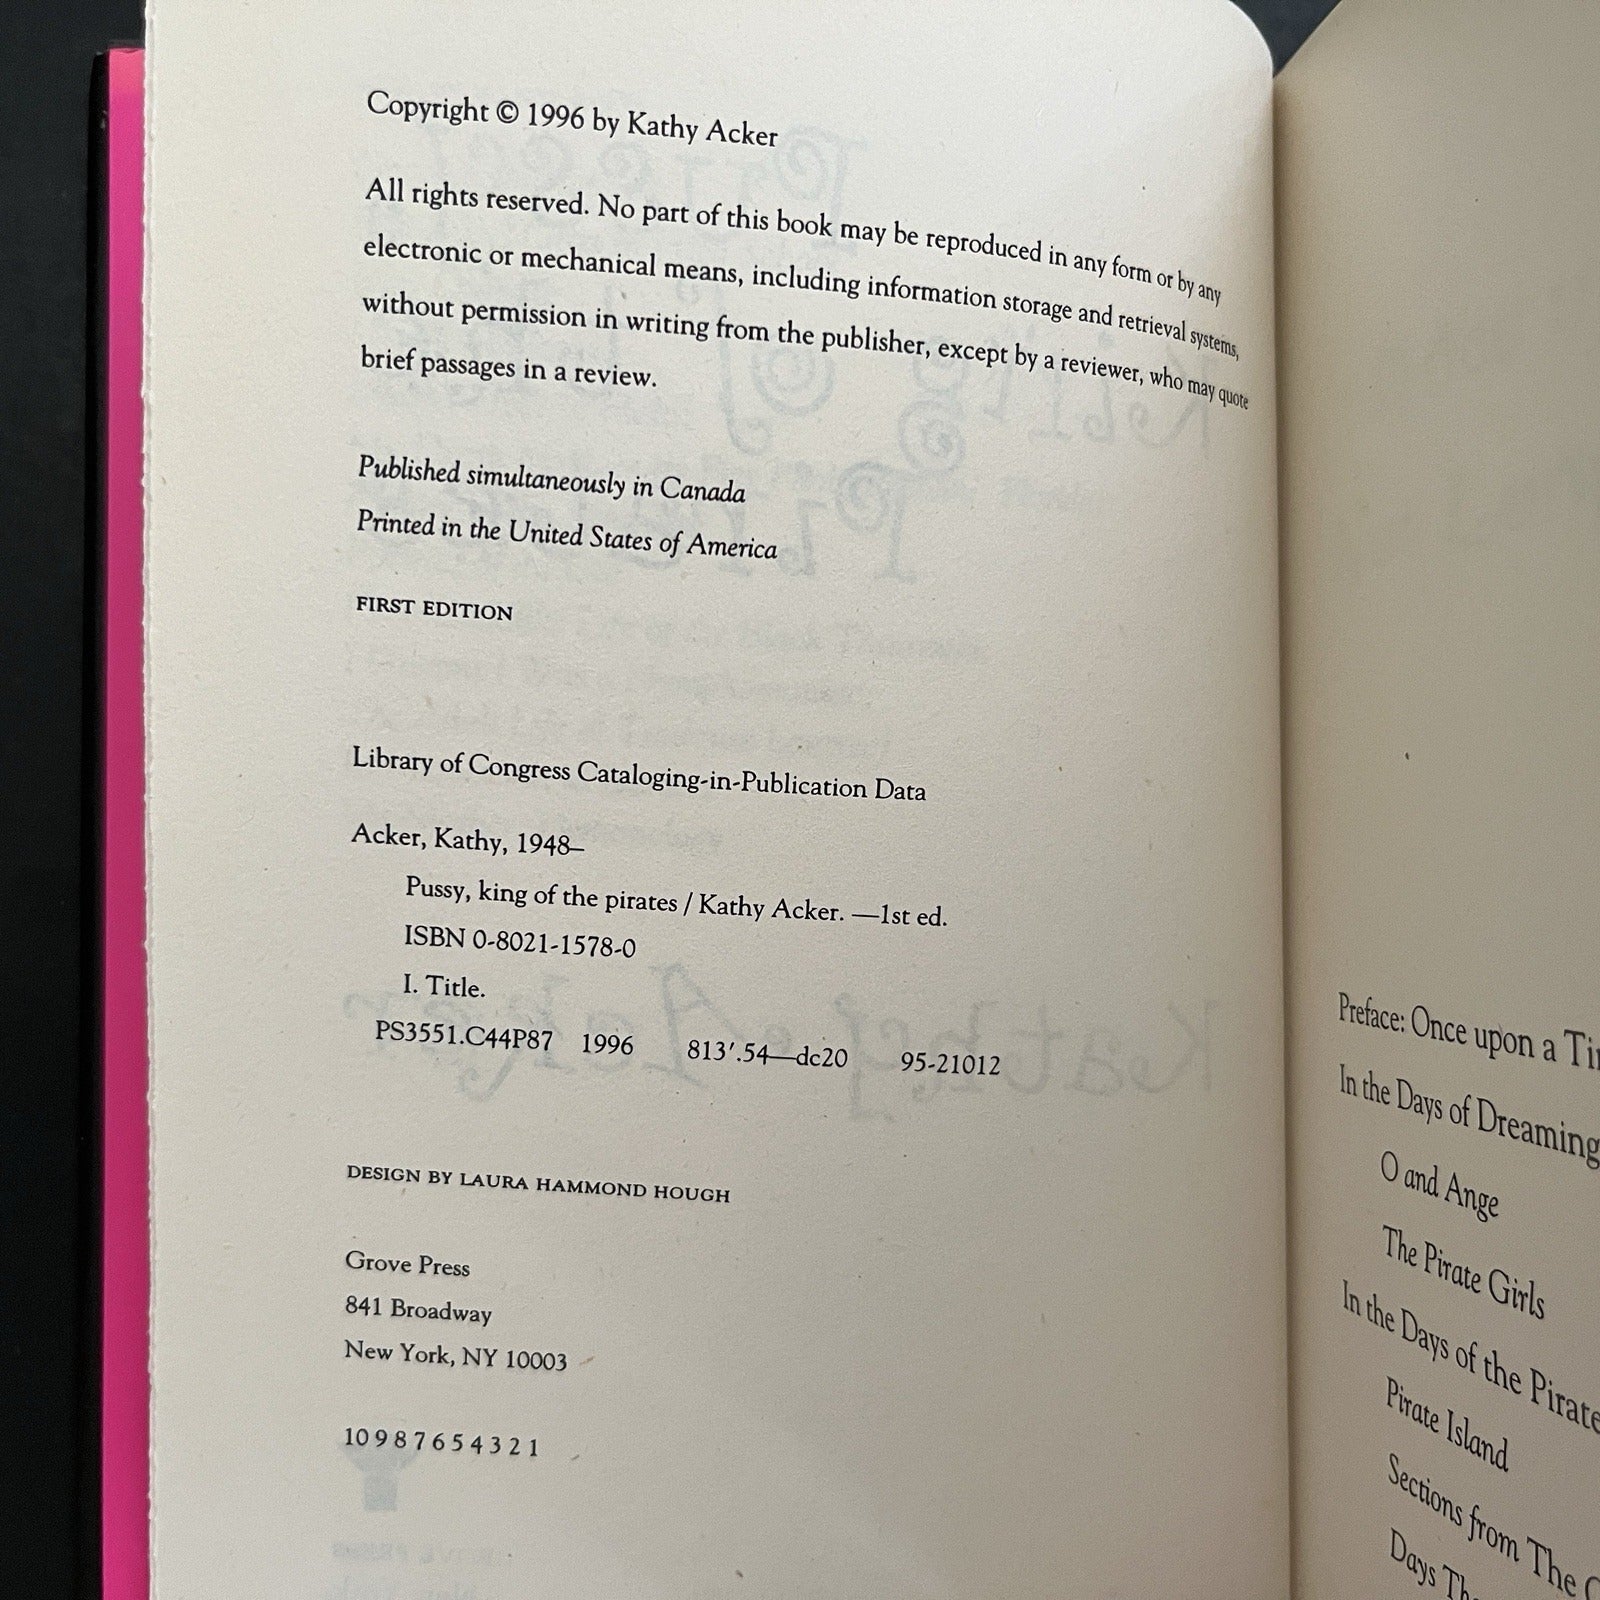 Copyright © 1996 by Kathy Acker
All rights reserved. No part of this book may be reproduced in any form or by any
electronic or mechanical means, including information storage and retrieval systems,
without permission in writing from the publisher, except by a reviewer, who may quote
brief passages in a review.
Published simultaneously in Canada
Printed in the United States of America
FIRST EDITION
Library of Congress Cataloging-in-Publication Data
Acker, Kathy, 1948–
Pussy, king of the pirates / Kathy Acker. —1st ed.
ISBN 0-8021-1578-0
I. Title.
PS3551.C44P87 1996 813′.54—dc20 95-21012
DESIGN BY LAURA HAMMOND HOUGH
Grove Press
841 Broadway
New York, NY 10003
10 9 8 7 6 5 4 3 2 1
Preface: Once upon a
In the Days of Dreaming
O and Ange
The Pirate Girls
In the Days of the Pirate
Pirate Island
Sections from The
Days